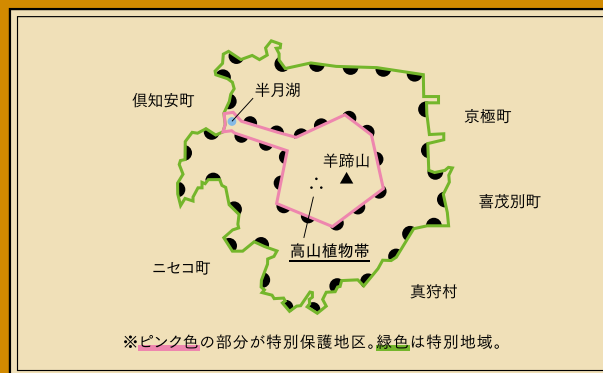 倶知安町
半月湖
京極町
羊蹄山
喜茂別町
高山植物帯
ニセコ町
真狩村
※ピンク色の部分が特別保護地区。緑色は特別地域。